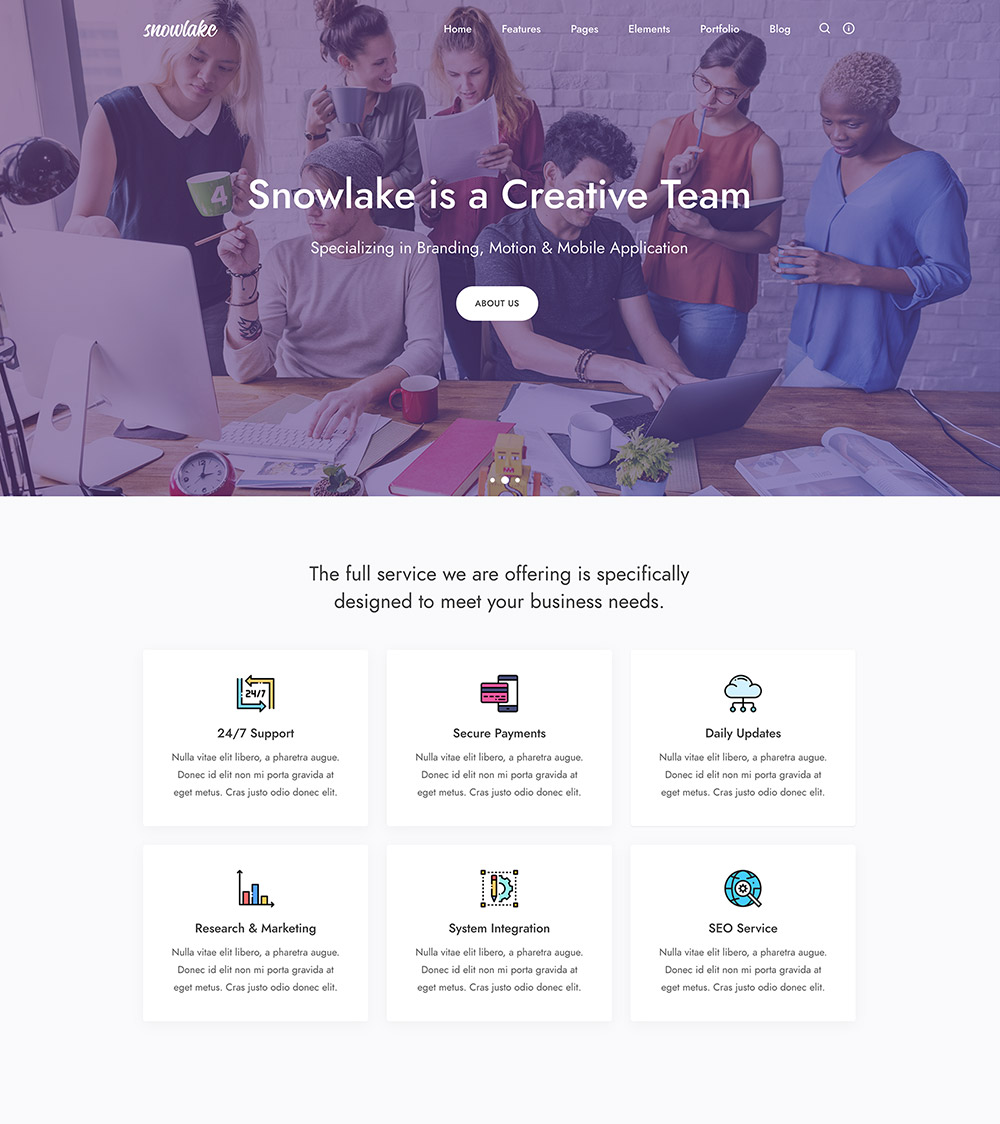 snowlake
Home Features Pages Elements Portfolio Blog
4
Snowlake is a Creative Team
Specializing in Branding, Motion & Mobile Application
ABOUT US
The full service we are offering is specifically
designed to meet your business needs.
24/7
24/7 Support
Nulla vitae elit libero, a pharetra augue.
Donec id elit non mi porta gravida at
eget metus. Cras justo odio donec elit.
Secure Payments
Nulla vitae elit libero, a pharetra augue.
Donec id elit non mi porta gravida at
eget metus. Cras justo odio donec elit.
Daily Updates
Nulla vitae elit libero, a pharetra augue.
Donec id elit non mi porta gravida at
eget metus. Cras justo odio donec elit.
Research & Marketing
Nulla vitae elit libero, a pharetra augue.
Donec id elit non mi porta gravida at
eget metus. Cras justo odio donec elit.
System Integration
Nulla vitae elit libero, a pharetra augue.
Donec id elit non mi porta gravida at
eget metus. Cras justo odio donec elit.
SEO Service
Nulla vitae elit libero, a pharetra augue.
Donec id elit non mi porta gravida at
eget metus. Cras justo odio donec elit.